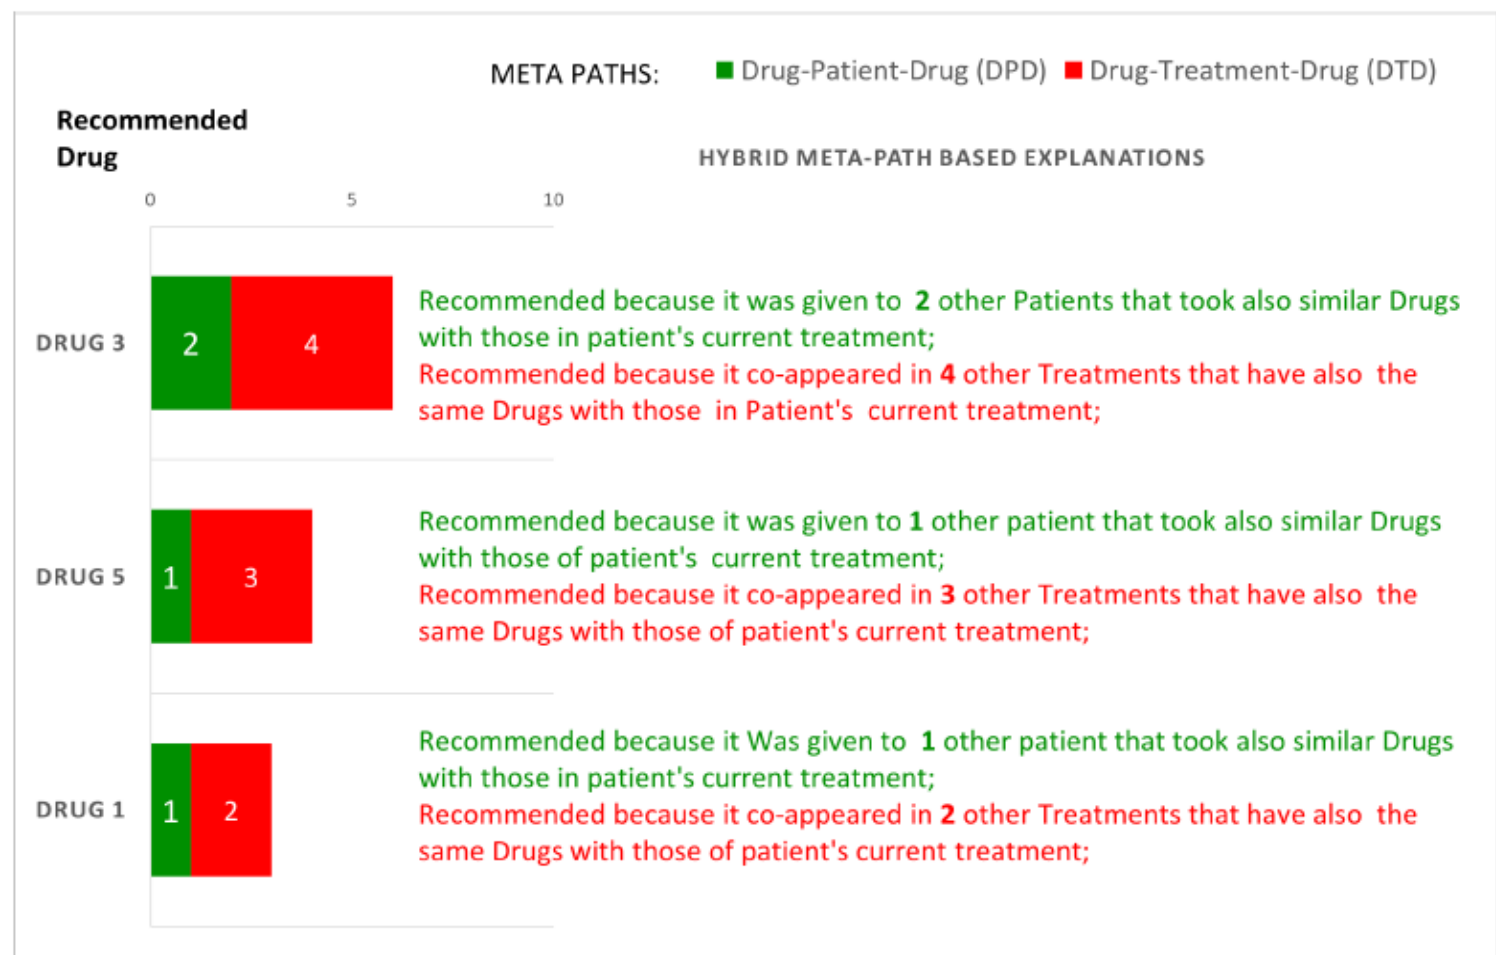 META PATHS: Drug-Patient-Drug (DPD) Drug-Treatment-Drug (DTD)
Recommended
Drug
HYBRID META-PATH BASED EXPLANATIONS
0 5 10
DRUG 3
2 4
Recommended because it was given to 2 other Patients that took also similar Drugs
with those in patient's current treatment;
Recommended because it co-appeared in 4 other Treatments that have also the
same Drugs with those in Patient's current treatment;
DRUG 5
1 3
Recommended because it was given to 1 other patient that took also similar Drugs
with those of patient's current treatment;
Recommended because it co-appeared in 3 other Treatments that have also the
same Drugs with those of patient's current treatment;
DRUG 1
1 2
Recommended because it Was given to 1 other patient that took also similar Drugs
with those in patient's current treatment;
Recommended because it co-appeared in 2 other Treatments that have also the
same Drugs with those of patient's current treatment;